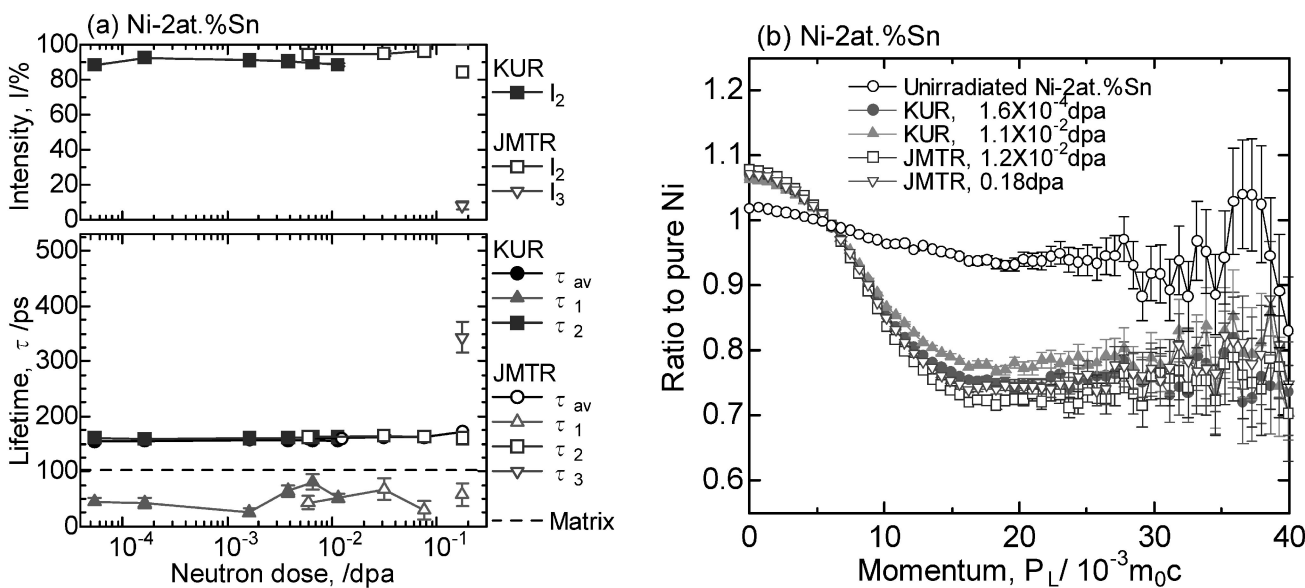 (a) Ni-2at.%Sn
100
80
60
40
20
0
Intensity, I/%
KUR
I2
JMTR
I2
I3
500
400
300
200
100
0
Lifetime, τ /ps
KUR
τ av
τ 1
τ 2
JMTR
τ av
τ 1
τ 2
τ 3
Matrix
10-4
10-3
10-2
10-1
Neutron dose, /dpa
(b) Ni-2at.%Sn
Unirradiated Ni-2at.%Sn
KUR, 1.6X10-4dpa
KUR, 1.1X10-2dpa
JMTR, 1.2X10-2dpa
JMTR, 0.18dpa
1.2
1.1
1
0.9
0.8
0.7
0.6
Ratio to pure Ni
0
10
20
30
40
Momentum, PL/ 10-3m0c